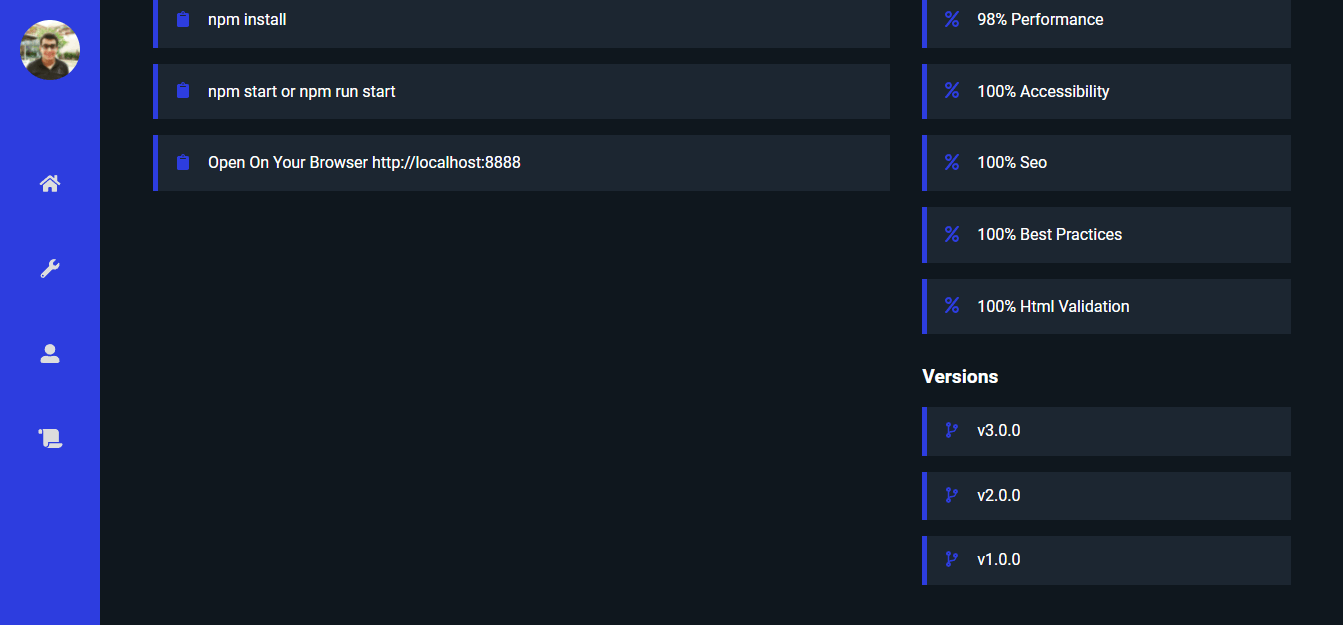 npm install
npm start or npm run start
Open On Your Browser http://localhost:8888
98% Performance
100% Accessibility
100% Seo
100% Best Practices
100% Html Validation
Versions
v3.0.0
v2.0.0
v1.0.0